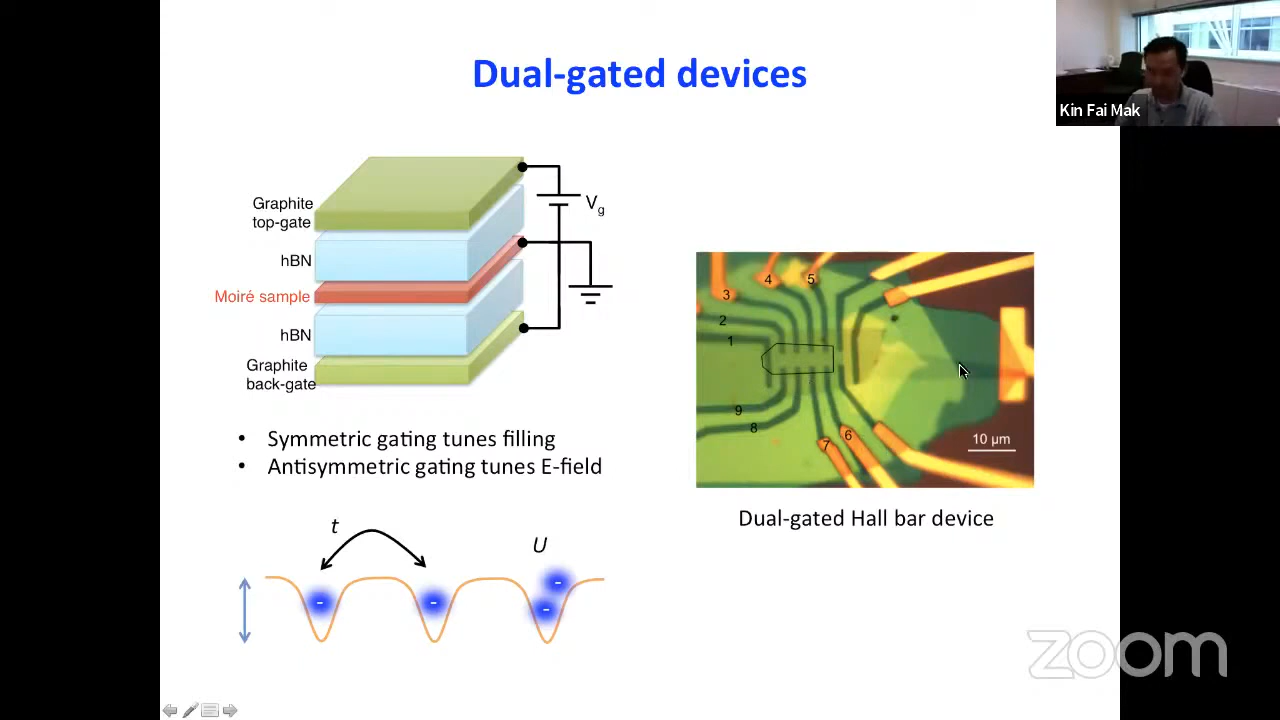 Dual-gated devices
Kin Fai Mak
Graphite
top-gate
hBN
Moiré sample
hBN
Graphite
back-gate
Vg
• Symmetric gating tunes filling
• Antisymmetric gating tunes E-field
t
U
1
2
3
4
5
6
7
8
9
10 μm
Dual-gated Hall bar device
zoom